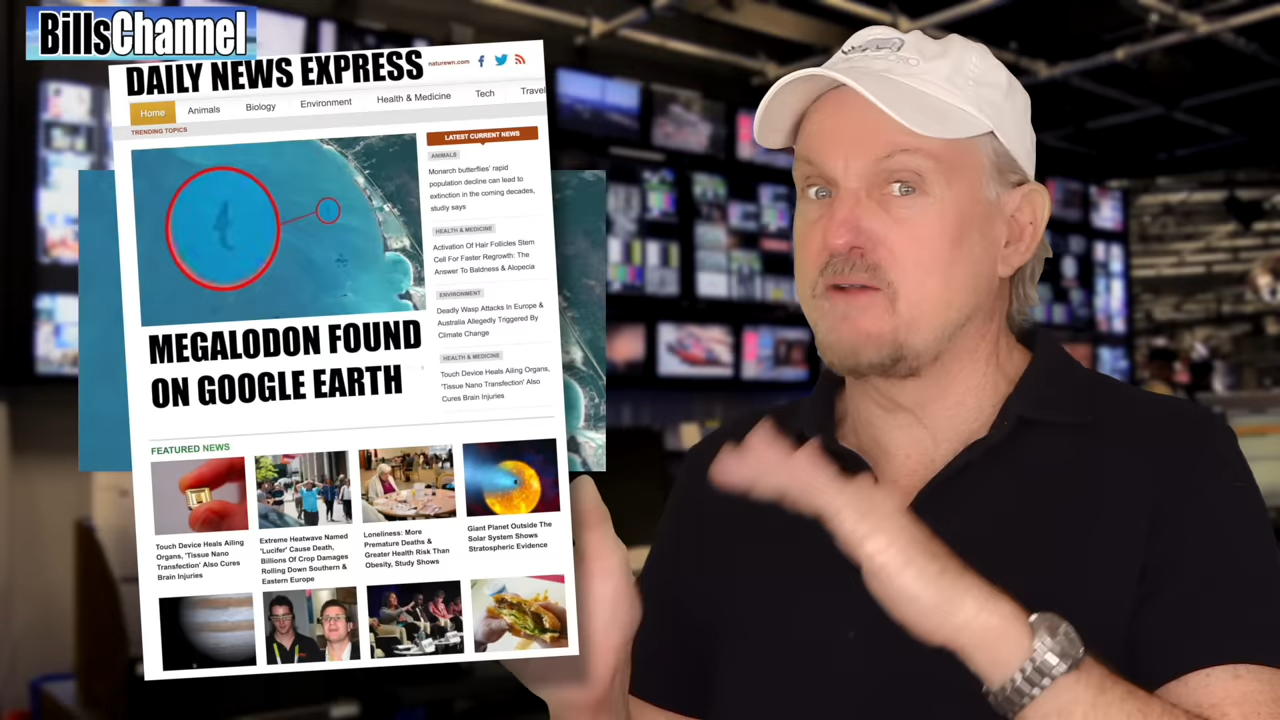 BillsChannel
DAILY NEWS EXPRESS
naturewn.com
Home
Animals
Biology
Environment
Health & Medicine
Tech
Travel
TRENDING TOPICS
LATEST CURRENT NEWS
ANIMALS
Monarch butterflies' rapid
population decline can lead to
extinction in the coming decades,
studiy says
HEALTH & MEDICINE
Activation Of Hair Follicles Stem
Cell For Faster Regrowth: The
Answer To Baldness & Alopecia
ENVIRONMENT
Deadly Wasp Attacks In Europe &
Australia Allegedly Triggered By
Climate Change
HEALTH & MEDICINE
Touch Device Heals Ailing Organs,
'Tissue Nano Transfection' Also
Cures Brain Injuries
MEGALODON FOUND
ON GOOGLE EARTH
FEATURED NEWS
Touch Device Heals Ailing
Organs, 'Tissue Nano
Transfection' Also Cures
Brain Injuries
Extreme Heatwave Named
'Lucifer' Cause Death,
Billions Of Crop Damages
Rolling Down Southern &
Eastern Europe
Loneliness: More
Premature Deaths &
Greater Health Risk Than
Obesity, Study Shows
Giant Planet Outside The
Solar System Shows
Stratospheric Evidence